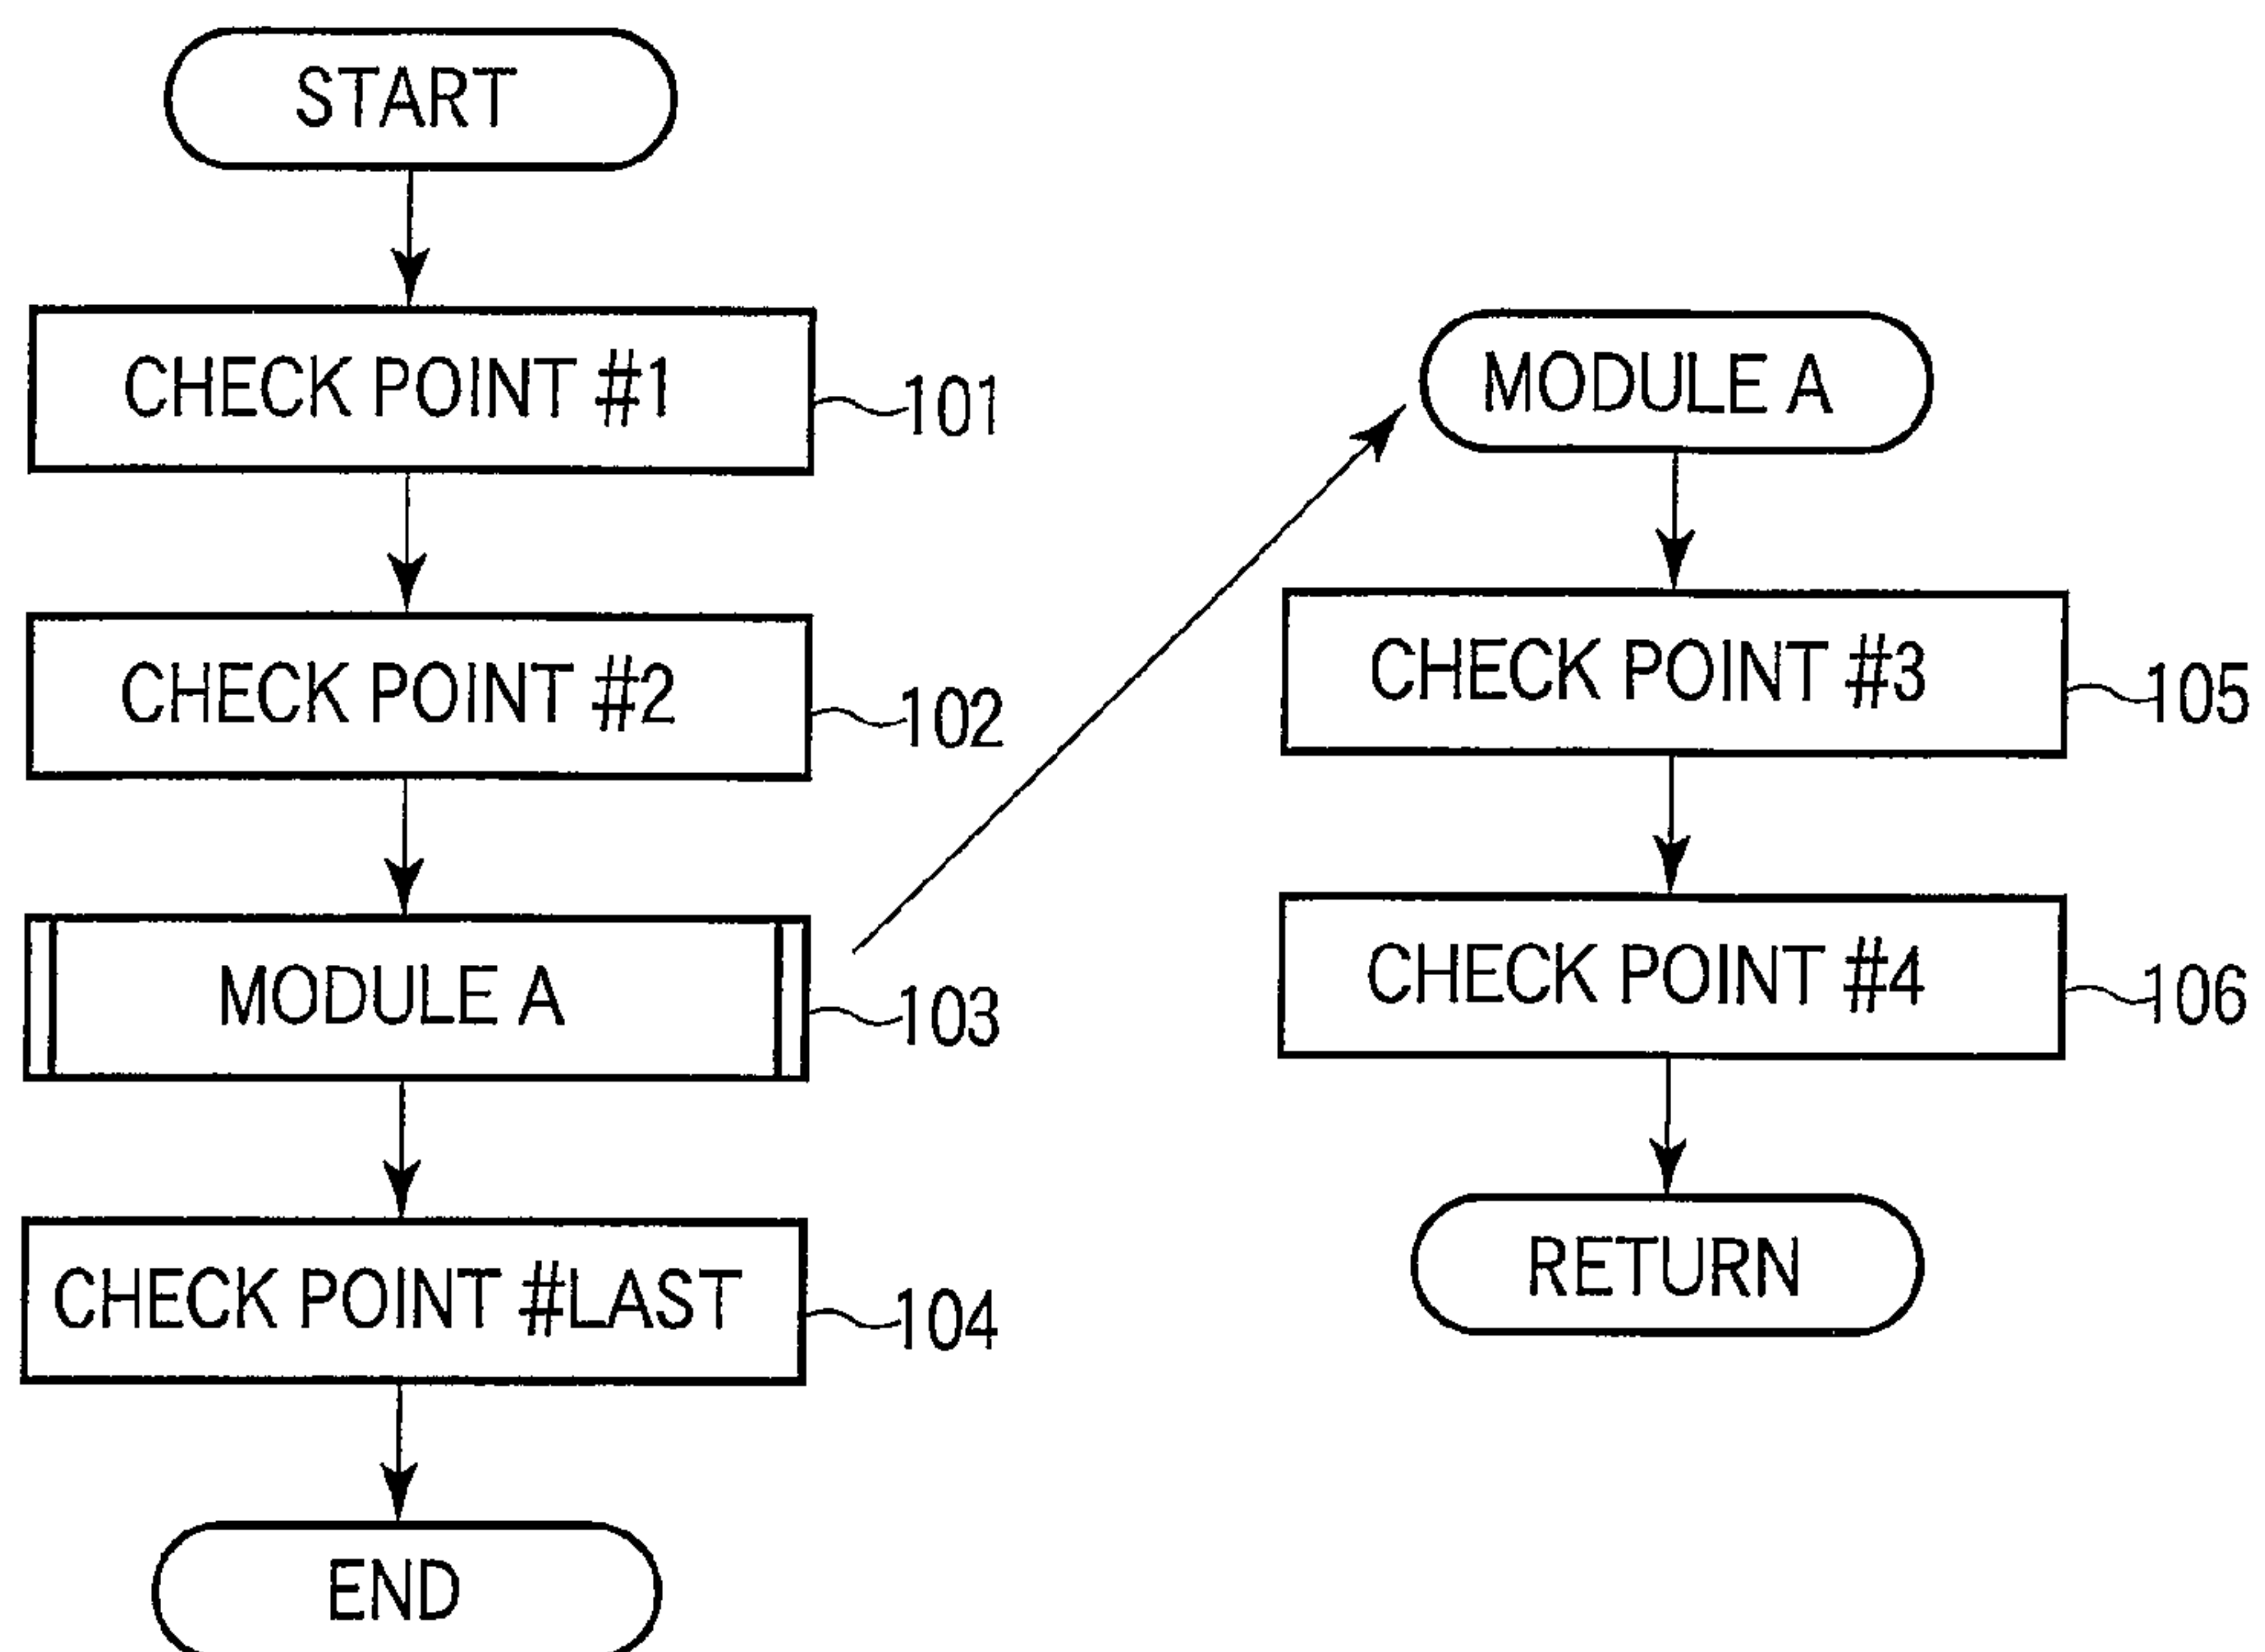 START
CHECK POINT #1
101
CHECK POINT #2
102
MODULE A
103
CHECK POINT #LAST
104
END
MODULE A
CHECK POINT #3
105
CHECK POINT #4
106
RETURN